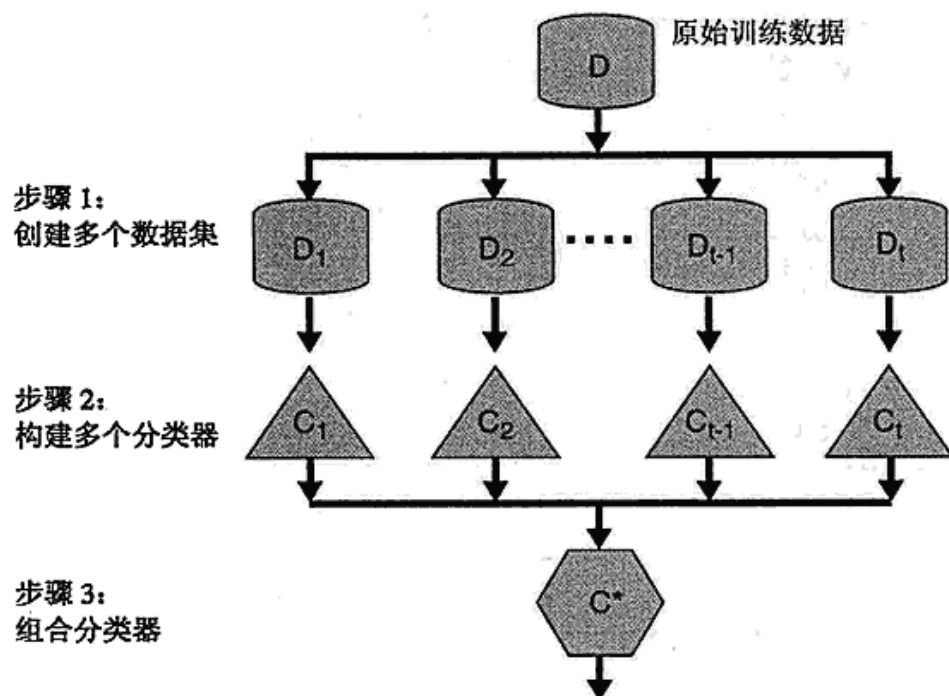 原始训练数据
D
步骤 1：
创建多个数据集
D1 D2 ····· Dt-1 Dt
步骤 2：
构建多个分类器
C1 C2 Ct-1 Ct
步骤 3：
组合分类器
C*